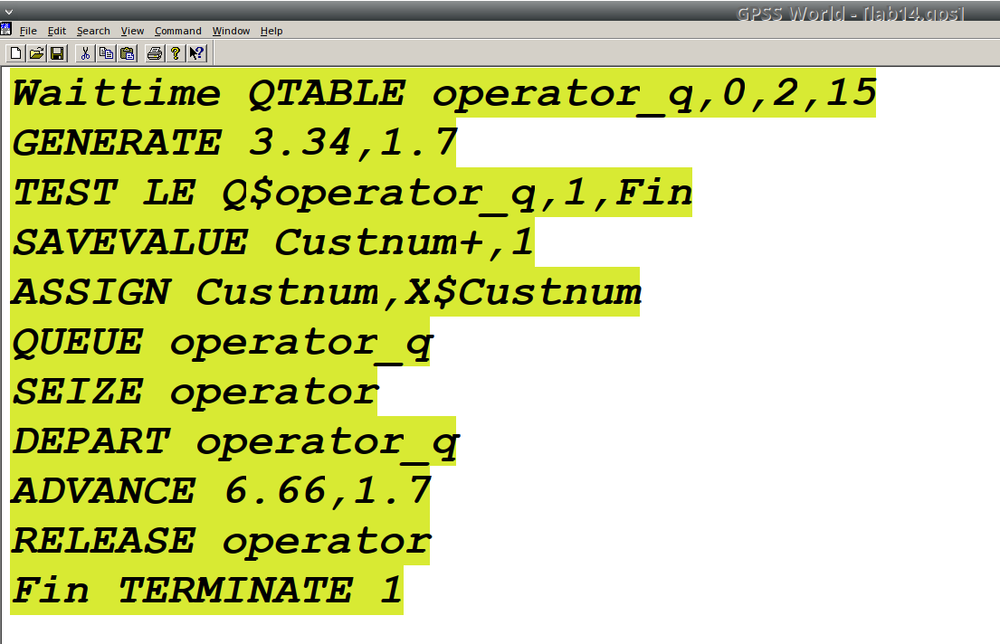 GPSS World - [lab14.gps]
File Edit Search View Command Window Help
Waittime QTABLE operator_q,0,2,15
GENERATE 3.34,1.7
TEST LE Q$operator_q,1,Fin
SAVEVALUE Custnum+,1
ASSIGN Custnum,X$Custnum
QUEUE operator_q
SEIZE operator
DEPART operator_q
ADVANCE 6.66,1.7
RELEASE operator
Fin TERMINATE 1